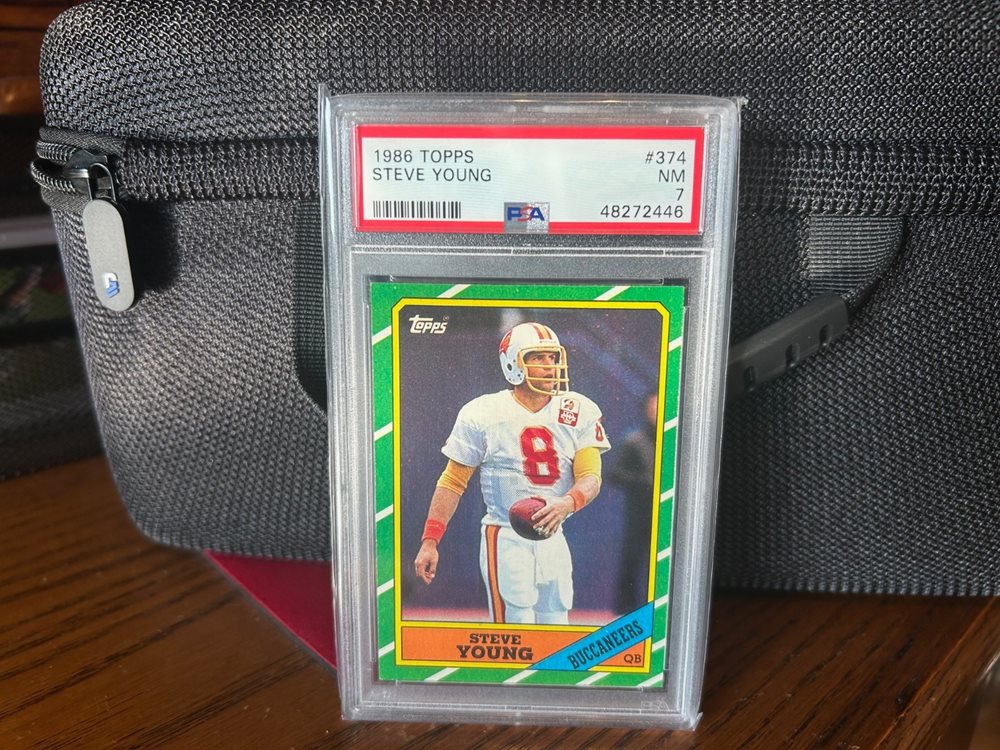 1986 TOPPS #374
STEVE YOUNG NM
7
PSA 48272446
Topps
8
8
STEVE
YOUNG
BUCCANEERS
QB